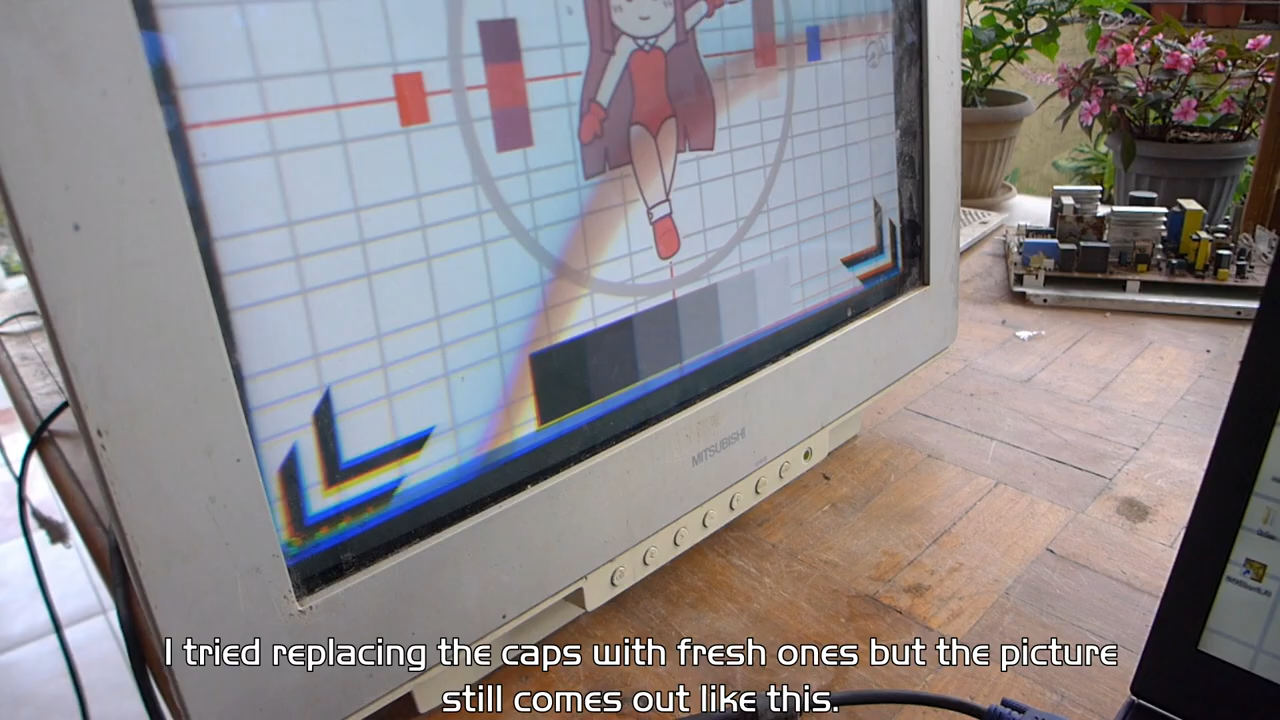 MITSUBISHI
I tried replacing the caps with fresh ones but the picture
still comes out like this.